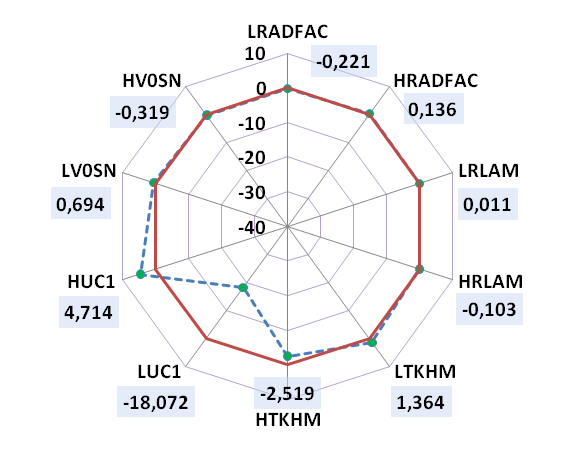 LRADFAC
10
-0,221
HV0SN
HRADFAC
0
-0,319
0,136
-10
LV0SN
LRLAM
-20
0,694
0,011
-30
-40
HUC1
HRLAM
4,714
-0,103
LUC1
LTKHM
-2,519
-18,072
1,364
HTKHM